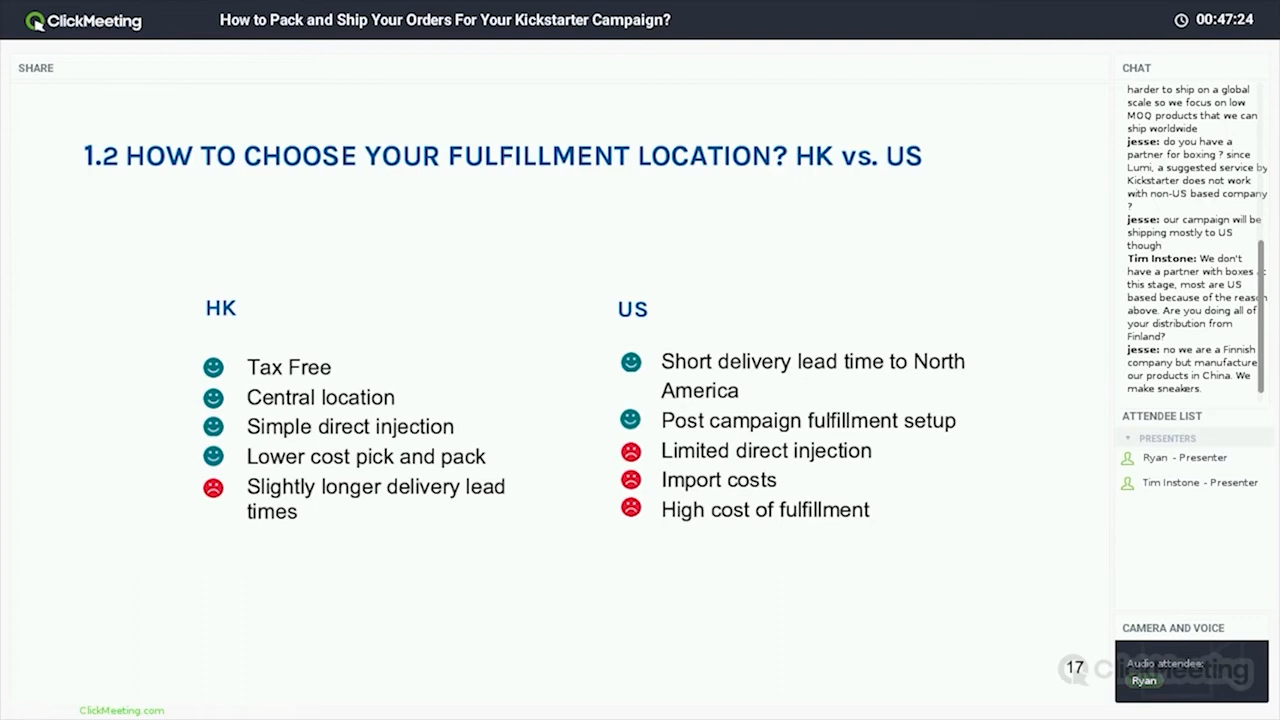 ClickMeeting
How to Pack and Ship Your Orders For Your Kickstarter Campaign?
00:47:24
SHARE
1.2 HOW TO CHOOSE YOUR FULFILLMENT LOCATION? HK vs. US
HK
Tax Free
Central location
Simple direct injection
Lower cost pick and pack
Slightly longer delivery lead
times
US
Short delivery lead time to North
America
Post campaign fulfillment setup
Limited direct injection
Import costs
High cost of fulfillment
17
ClickMeeting
ClickMeeting.com
CHAT
harder to ship on a global
scale so we focus on low
MOQ products that we can
ship worldwide
jesse: do you have a
partner for boxing ? since
Lumi, a suggested service by
Kickstarter does not work
with non-US based company
?
jesse: our campaign will be
shipping mostly to US
though
Tim Instone: We don't
have a partner with boxes at
this stage, most are US
based because of the reason
above. Are you doing all of
your distribution from
Finland?
jesse: no we are a Finnish
company but manufacture
our products in China. We
make sneakers.
ATTENDEE LIST
PRESENTERS
Ryan - Presenter
Tim Instone - Presenter
CAMERA AND VOICE
Audio attendee:
Ryan